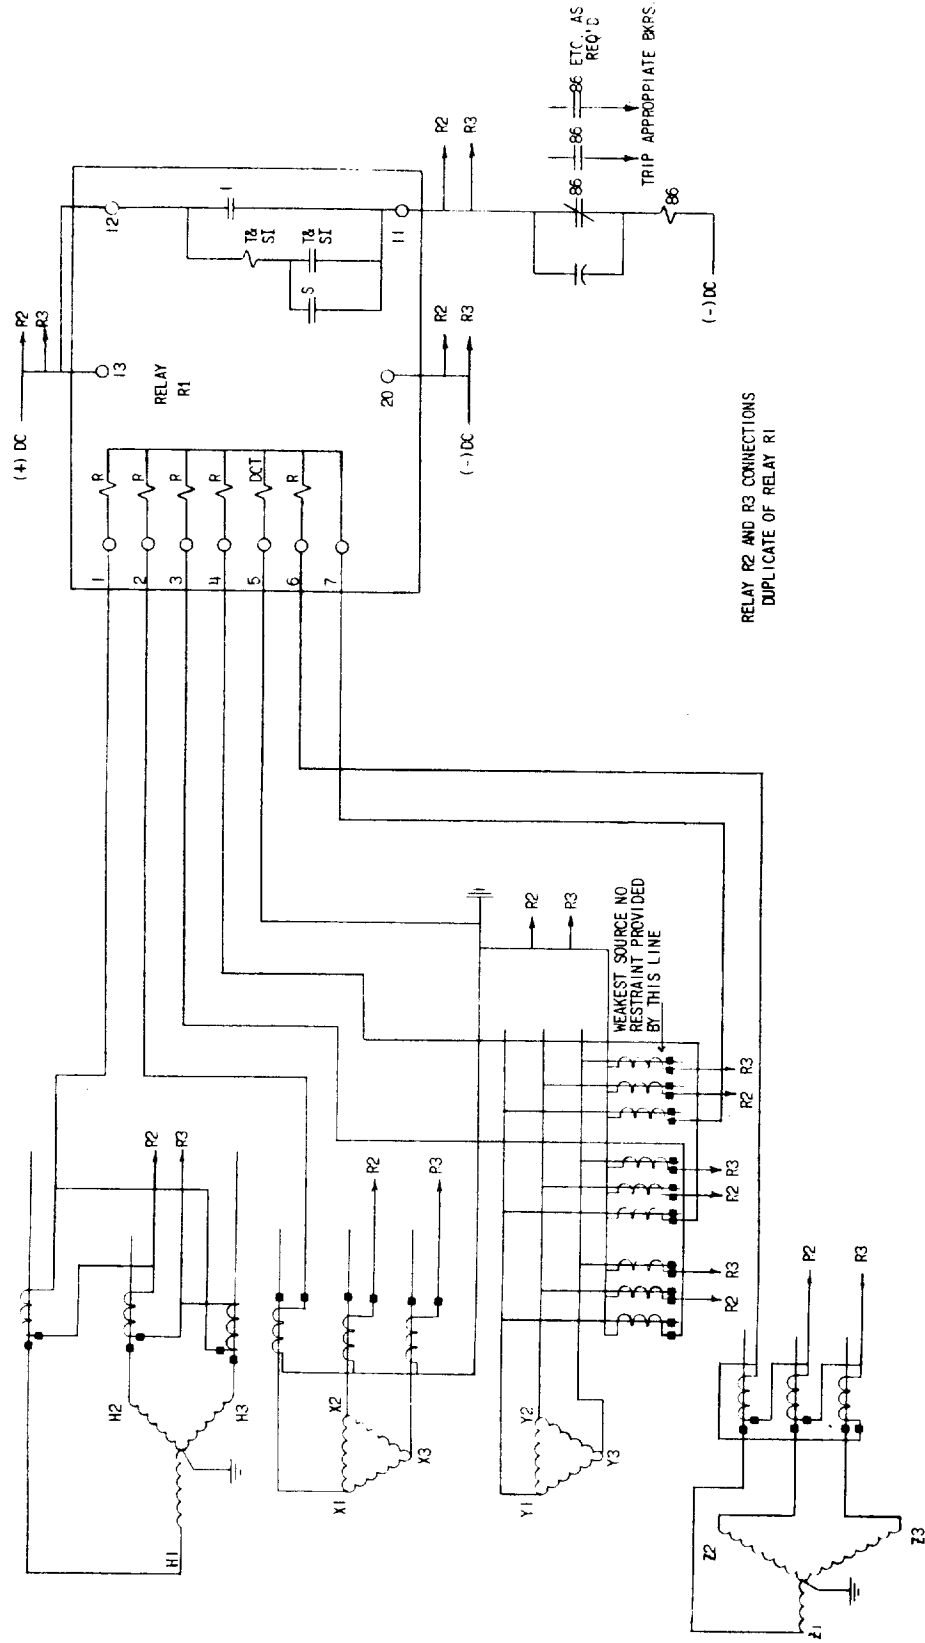 (+) DC
R2
R3
13
RELAY
R1
12
1
T&
SI
T&
SI
S
11
20
(-)DC
R2
R3
R2
R3
86
86
86 ETC. AS
REQ'D
TRIP APPROPPIATE BKRS.
86
(-)DC
1
2
3
4
5
6
7
R
R
R
R
DCT
R
RELAY R2 AND R3 CONNECTIONS
DUPLICATE OF RELAY R1
H1
H2
H3
R2
R3
X1
X2
X3
R2
R3
Y1
Y2
Y3
R2
R3
WEAKEST SOURCE NO
RESTRAINT PROVIDED
BY THIS LINE
R2
R3
R2
R3
R2
R3
Z1
Z2
Z3
R2
R3